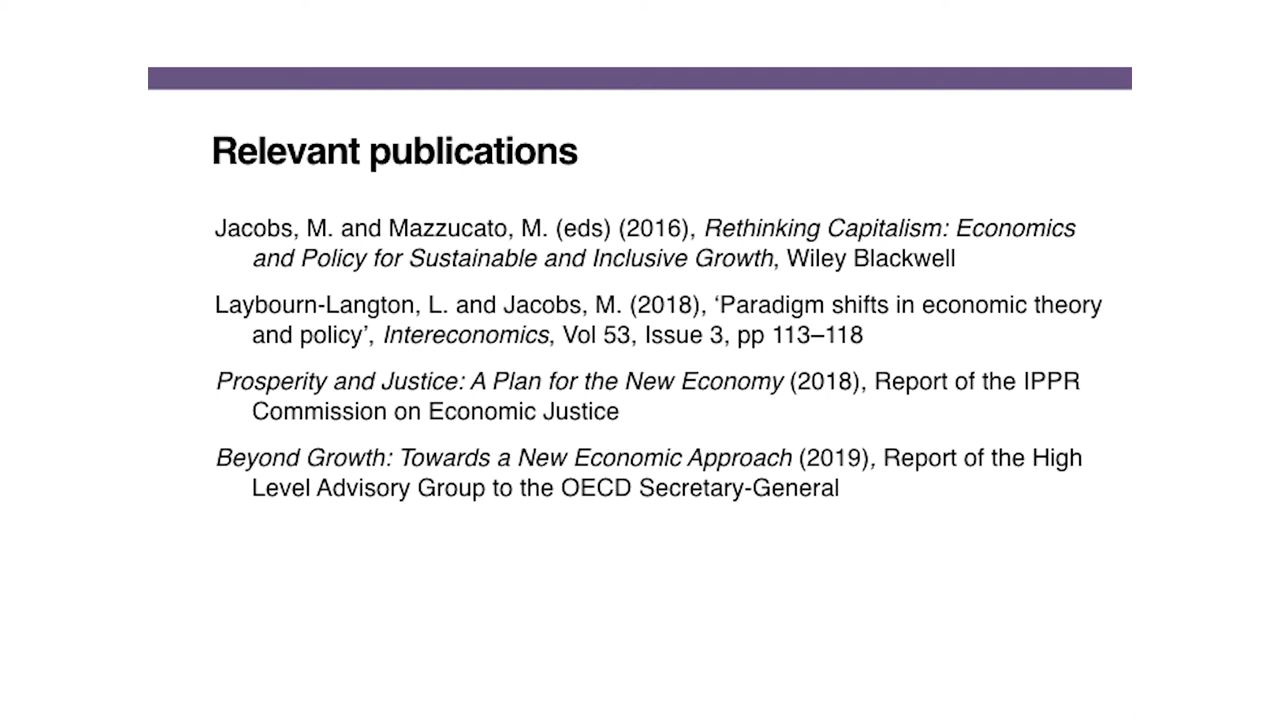 Relevant publications
Jacobs, M. and Mazzucato, M. (eds) (2016), Rethinking Capitalism: Economics
and Policy for Sustainable and Inclusive Growth, Wiley Blackwell
Laybourn-Langton, L. and Jacobs, M. (2018), ‘Paradigm shifts in economic theory
and policy’, Intereconomics, Vol 53, Issue 3, pp 113–118
Prosperity and Justice: A Plan for the New Economy (2018), Report of the IPPR
Commission on Economic Justice
Beyond Growth: Towards a New Economic Approach (2019), Report of the High
Level Advisory Group to the OECD Secretary-General